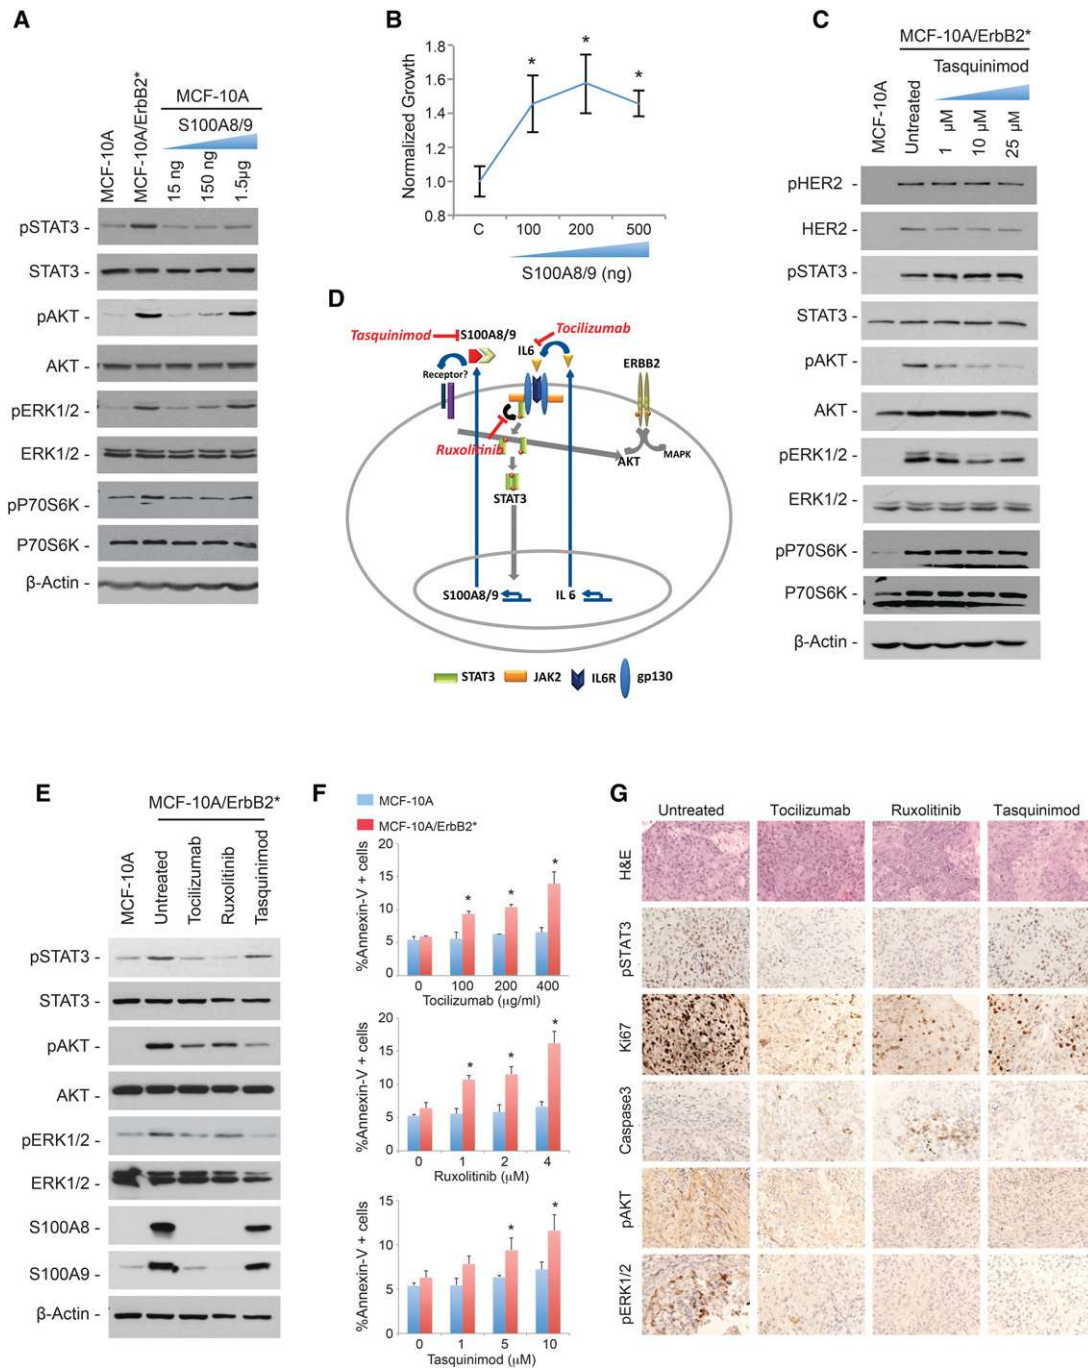 A
MCF-10A
MCF-10A/ErbB2*
MCF-10A
S100A8/9
15 ng
150 ng
1.5µg
pSTAT3 -
STAT3 -
pAKT -
AKT -
pERK1/2 -
ERK1/2 -
pP70S6K -
P70S6K -
β-Actin -
B
Normalized Growth
1.8
1.6
1.4
1.2
1.0
0.8
* * *
C 100 200 500
S100A8/9 (ng)
C
MCF-10A/ErbB2*
Tasquinimod
MCF-10A
Untreated
1 µM
10 µM
25 µM
pHER2 -
HER2 -
pSTAT3 -
STAT3 -
pAKT -
AKT -
pERK1/2 -
ERK1/2 -
pP70S6K -
P70S6K -
β-Actin -
D
Tasquinimod
S100A8/9
Tocilizumab
IL6
ERBB2
Receptor?
Ruxolitinib
AKT
MAPK
STAT3
S100A8/9
IL 6
STAT3 JAK2 IL6R gp130
E
MCF-10A/ErbB2*
MCF-10A
Untreated
Tocilizumab
Ruxolitinib
Tasquinimod
pSTAT3 -
STAT3 -
pAKT -
AKT -
pERK1/2 -
ERK1/2 -
S100A8 -
S100A9 -
β-Actin -
F
MCF-10A
MCF-10A/ErbB2*
%Annexin-V + cells
20
15
10
5
0
* * *
0 100 200 400
Tocilizumab (µg/ml)
%Annexin-V + cells
20
15
10
5
0
* * *
0 1 2 4
Ruxolitinib (µM)
%Annexin-V + cells
15
10
5
0
* *
0 1 5 10
Tasquinimod (µM)
G
Untreated Tocilizumab Ruxolitinib Tasquinimod
H&E
pSTAT3
Ki67
Caspase3
pAKT
pERK1/2